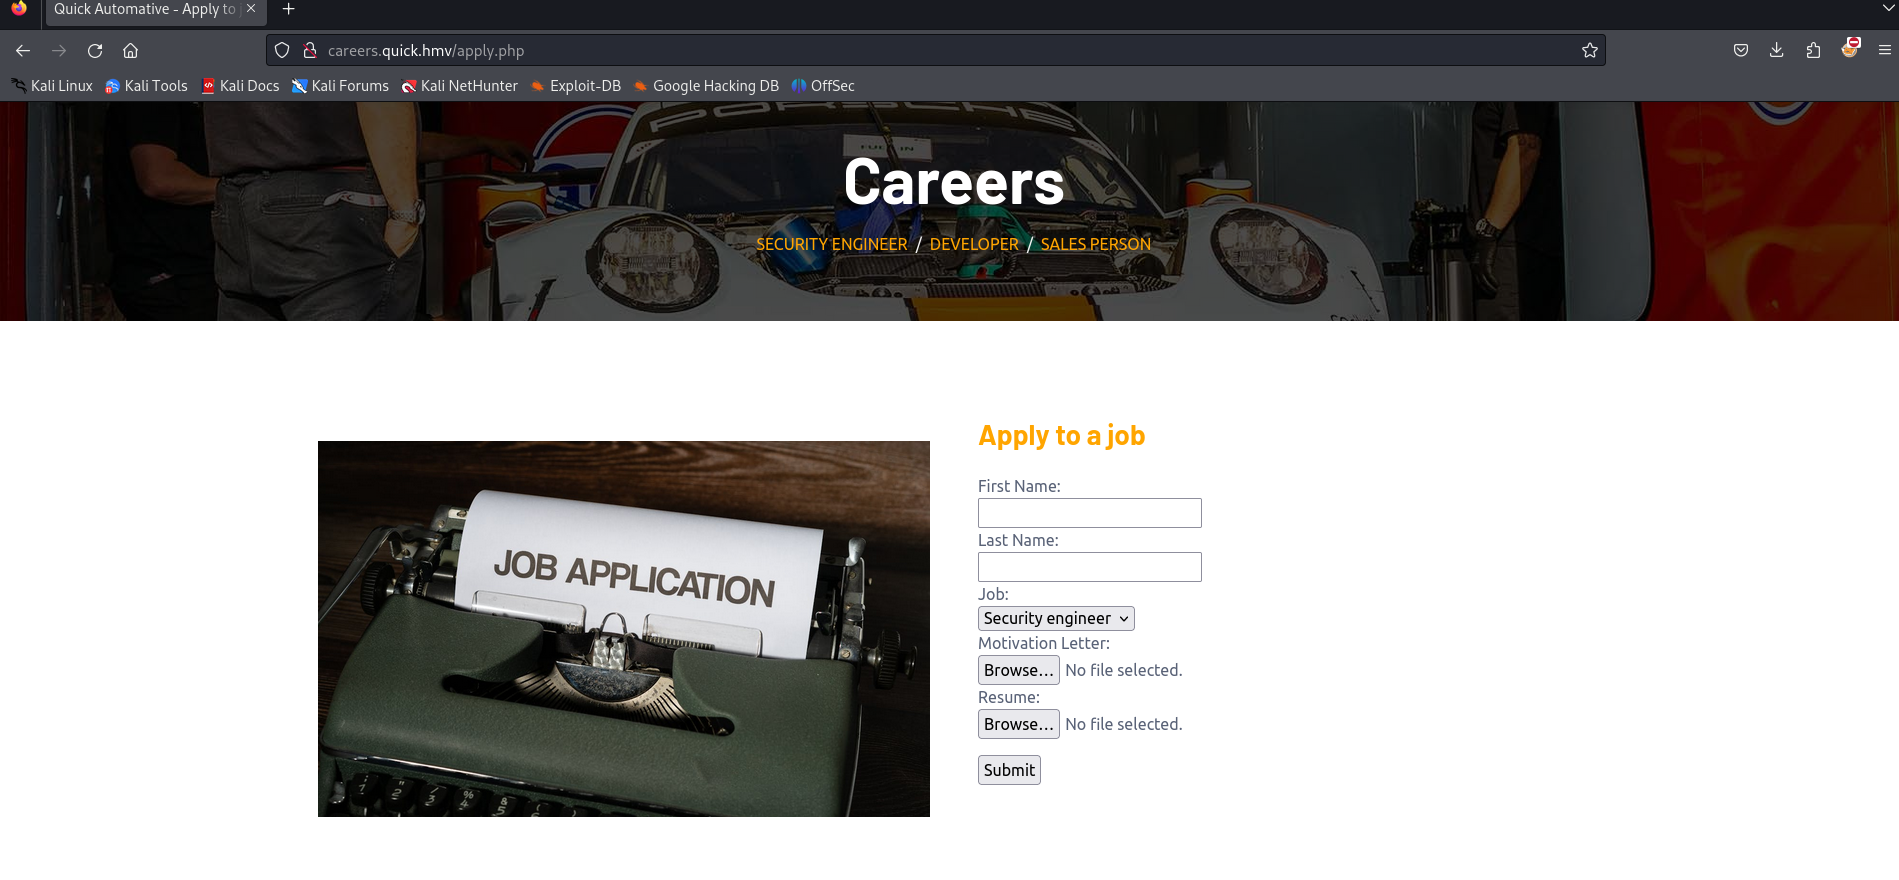 Quick Automative - Apply to j
careers.quick.hmv/apply.php
Kali Linux Kali Tools Kali Docs Kali Forums Kali NetHunter Exploit-DB Google Hacking DB OffSec
PORSCHE
Careers
SECURITY ENGINEER / DEVELOPER / SALES PERSON
Apply to a job
First Name:
Last Name:
Job:
Security engineer
Motivation Letter:
Browse... No file selected.
Resume:
Browse... No file selected.
Submit
JOB APPLICATION